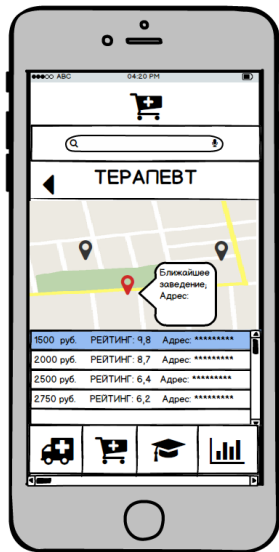 ABC 04:20 PM
ТЕРАПЕВТ
Ближайшее
заведение;
Адрес:
1500 руб. РЕЙТИНГ: 9,8 Адрес: *********
2000 руб. РЕЙТИНГ: 8,7 Адрес: *********
2500 руб. РЕЙТИНГ: 6,4 Адрес: *********
2750 руб. РЕЙТИНГ: 6,2 Адрес: *********